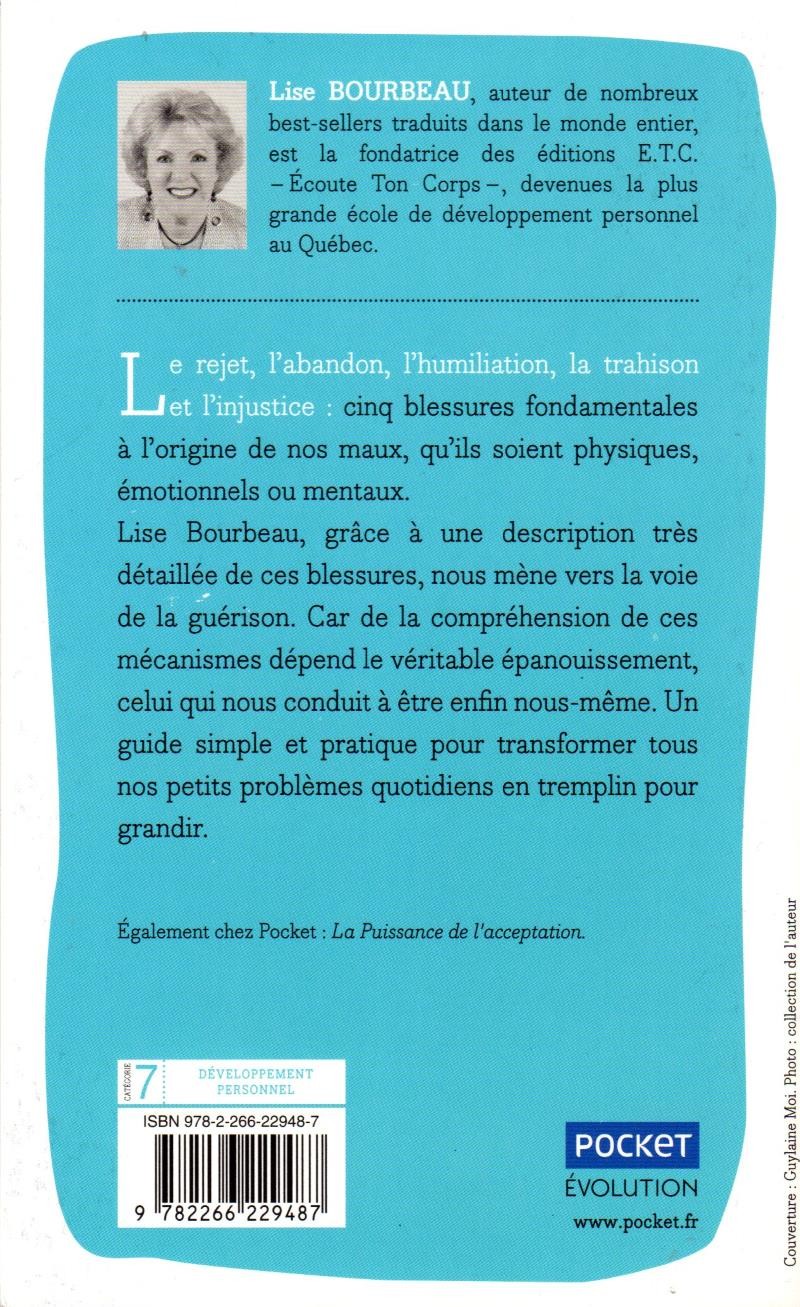 Lise BOURBEAU, auteur de nombreux
best-sellers traduits dans le monde entier,
est la fondatrice des éditions E.T.C.
– Écoute Ton Corps –, devenues la plus
grande école de développement personnel
au Québec.
Le rejet, l'abandon, l'humiliation, la trahison
et l'injustice : cinq blessures fondamentales
à l'origine de nos maux, qu'ils soient physiques,
émotionnels ou mentaux.
Lise Bourbeau, grâce à une description très
détaillée de ces blessures, nous mène vers la voie
de la guérison. Car de la compréhension de ces
mécanismes dépend le véritable épanouissement,
celui qui nous conduit à être enfin nous-même. Un
guide simple et pratique pour transformer tous
nos petits problèmes quotidiens en tremplin pour
grandir.
Également chez Pocket : La Puissance de l'acceptation.
CATÉGORIE 7 DÉVELOPPEMENT
PERSONNEL
ISBN 978-2-266-22948-7
9 782266 229487
POCKET
ÉVOLUTION
www.pocket.fr
Couverture : Guylaine Moi. Photo : collection de l'auteur